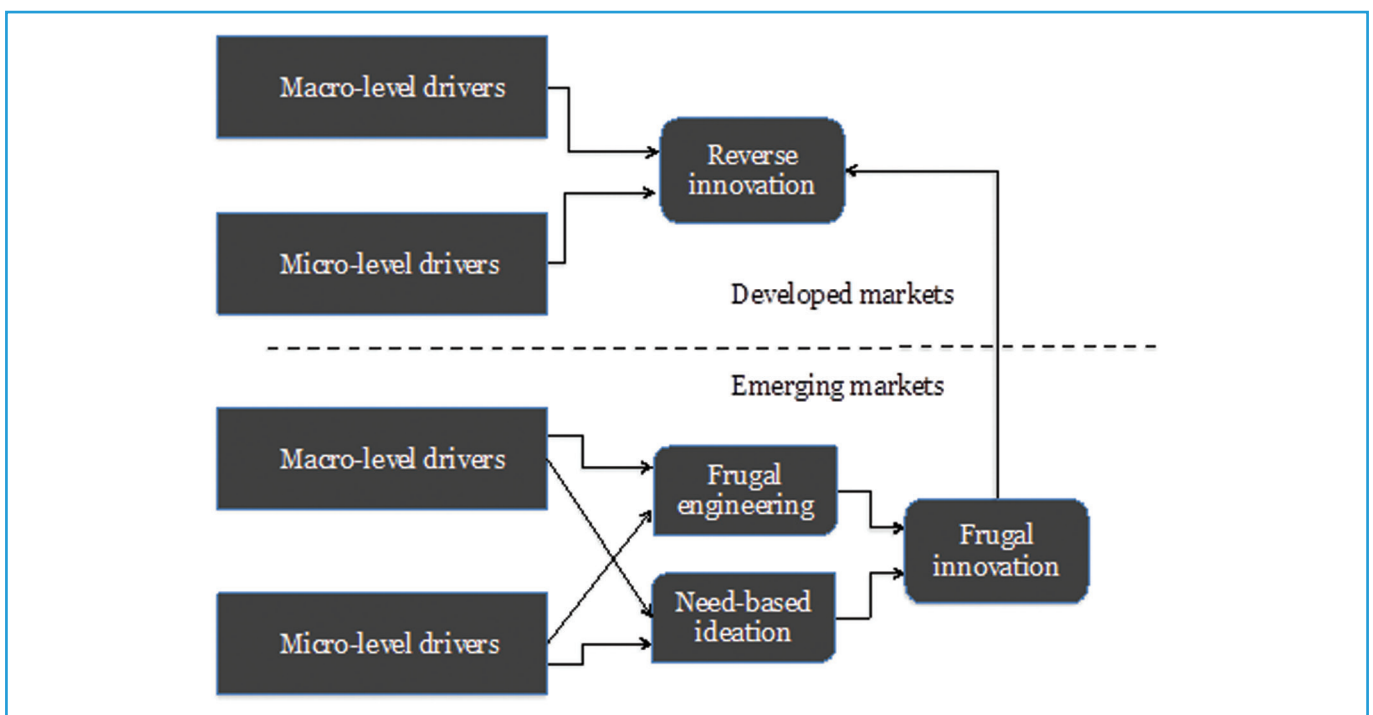 Macro-level drivers
Reverse
innovation
Micro-level drivers
Developed markets
Emerging markets
Macro-level drivers
Frugal
engineering
Frugal
innovation
Need-based
ideation
Micro-level drivers